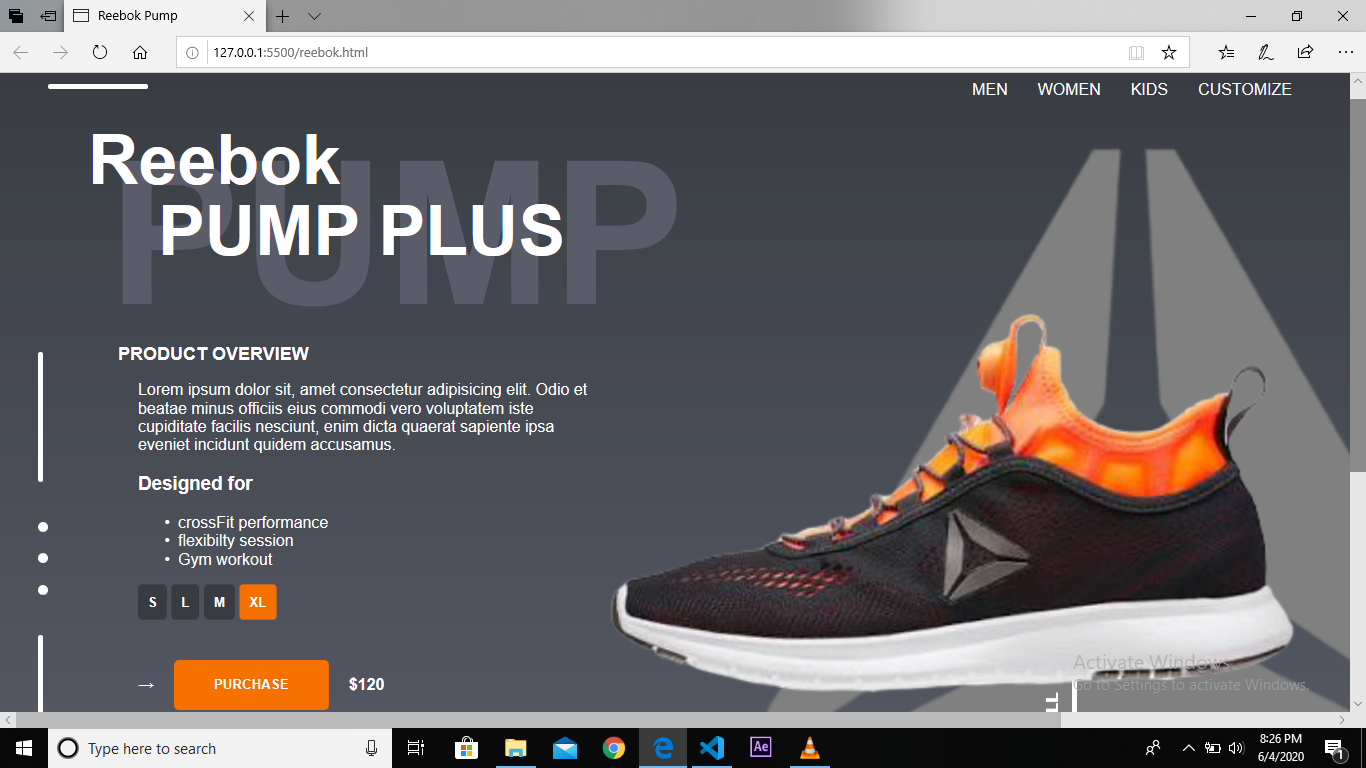 Reebok Pump
127.0.0.1:5500/reebok.html
MEN WOMEN KIDS CUSTOMIZE
PUMP
Reebok
PUMP PLUS
PRODUCT OVERVIEW
Lorem ipsum dolor sit, amet consectetur adipisicing elit. Odio et
beatae minus officiis eius commodi vero voluptatem iste
cupiditate facilis nesciunt, enim dicta quaerat sapiente ipsa
eveniet incidunt quidem accusamus.
Designed for
• crossFit performance
• flexibilty session
• Gym workout
S L M XL
→ PURCHASE $120
Activate Windows
Go to Settings to activate Windows.
Type here to search
Ae
8:26 PM
6/4/2020
1